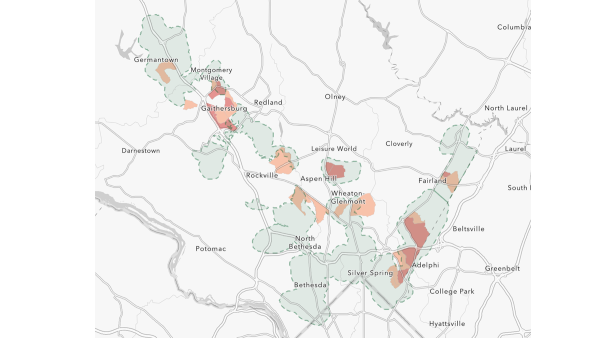 Columbia
Germantown
Montgomery
Village
Gaithersburg
Redland
Olney
North Laurel
Darnestown
Leisure World
Cloverly
Laurel
Rockville
Aspen Hill
Fairland
South
Wheaton-
Glenmont
Beltsville
Potomac
North
Bethesda
Silver Spring
Adelphi
Greenbelt
Bethesda
College Park
Hyattsville